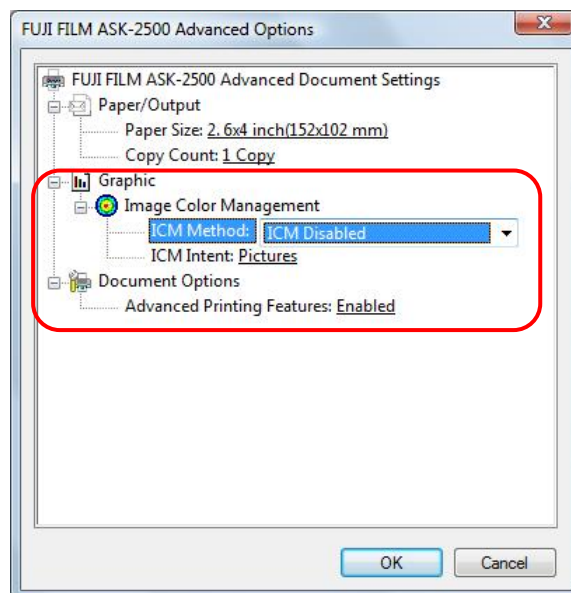 FUJI FILM ASK-2500 Advanced Options
FUJI FILM ASK-2500 Advanced Document Settings
Paper/Output
Paper Size: 2. 6x4 inch(152x102 mm)
Copy Count: 1 Copy
Graphic
Image Color Management
ICM Method: ICM Disabled
ICM Intent: Pictures
Document Options
Advanced Printing Features: Enabled
OK Cancel